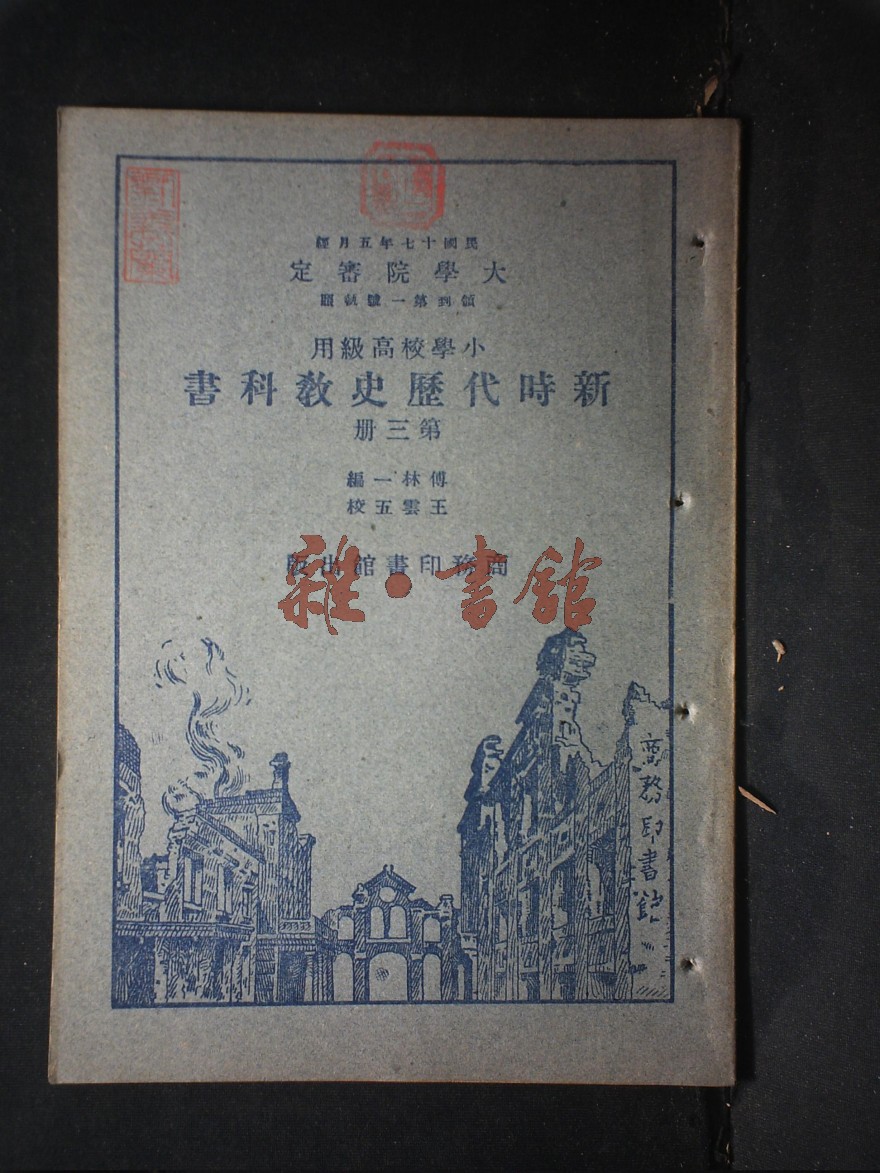 民國十七年五月經
大學院審定
領到第一號執照
小學校高級用
新時代歷史教科書
第三冊
傅林一編
王雲五校
商務印書館出版
雜·書館
商務印書館